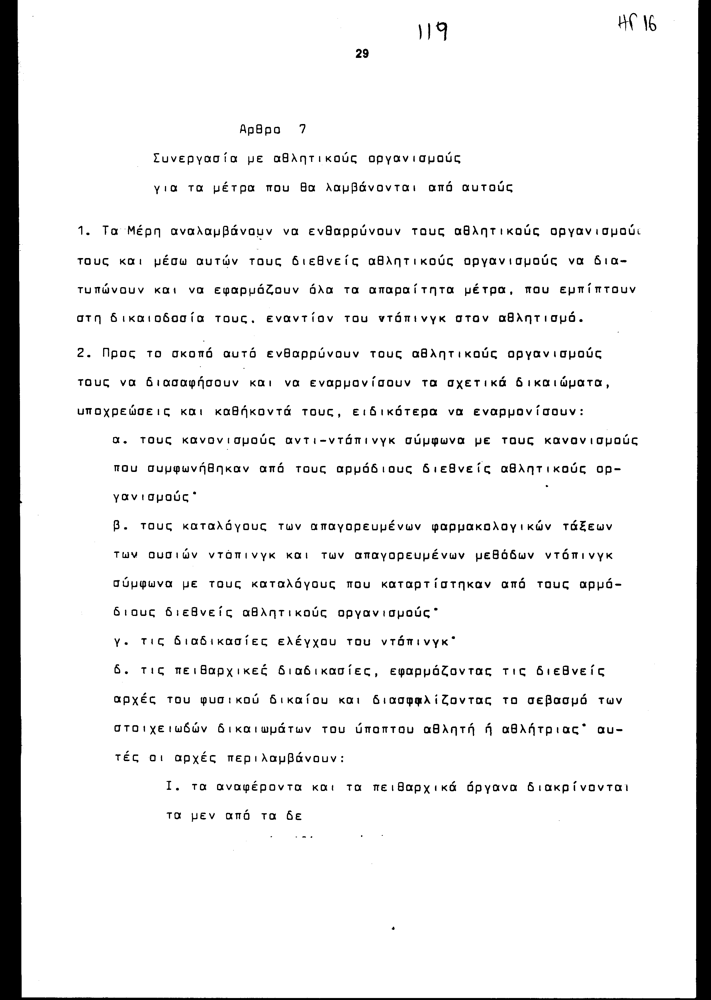 119
29
Αρθρο 7
Συνεργασία με αθλητικούς οργανισμούς
για τα μέτρα που θα λαμβάνονται από αυτούς
1. Τα Μέρη αναλαμβάνουν να ενθαρρύνουν τους αθλητικούς οργανισμούς
τους και μέσω αυτών τους διεθνείς αθλητικούς οργανισμούς να δια-
τυπώνουν και να εφαρμόζουν όλα τα απαραίτητα μέτρα, που εμπίπτουν
στη δικαιοδοσία τους. εναντίον του ντόπινγκ στον αθλητισμό.
2. Προς το σκοπό αυτό ενθαρρύνουν τους αθλητικούς οργανισμούς
τους να διασαφήσουν και να εναρμονίσουν τα σχετικά δικαιώματα,
υποχρεώσεις και καθήκοντά τους, ειδικότερα να εναρμονίσουν:
α. τους κανονισμούς αντι-ντόπινγκ σύμφωνα με τους κανονισμούς
που συμφωνήθηκαν από τους αρμόδιους διεθνείς αθλητικούς ορ-
γανισμούς·
β. τους καταλόγους των απαγορευμένων φαρμακολογικών τάξεων
των ουσιών ντόπινγκ και των απαγορευμένων μεθόδων ντόπινγκ
σύμφωνα με τους καταλόγους που καταρτίστηκαν από τους αρμό-
διους διεθνείς αθλητικούς οργανισμούς·
γ. τις διαδικασίες ελέγχου του ντόπινγκ·
δ. τις πειθαρχικές διαδικασίες, εφαρμόζοντας τις διεθνείς
αρχές του φυσικού δικαίου και διασφαλίζοντας το σεβασμό των
στοιχειωδών δικαιωμάτων του ύποπτου αθλητή ή αθλήτριας· αυ-
τές οι αρχές περιλαμβάνουν:
Ι. τα αναφέροντα και τα πειθαρχικά όργανα διακρίνονται
τα μεν από τα δε